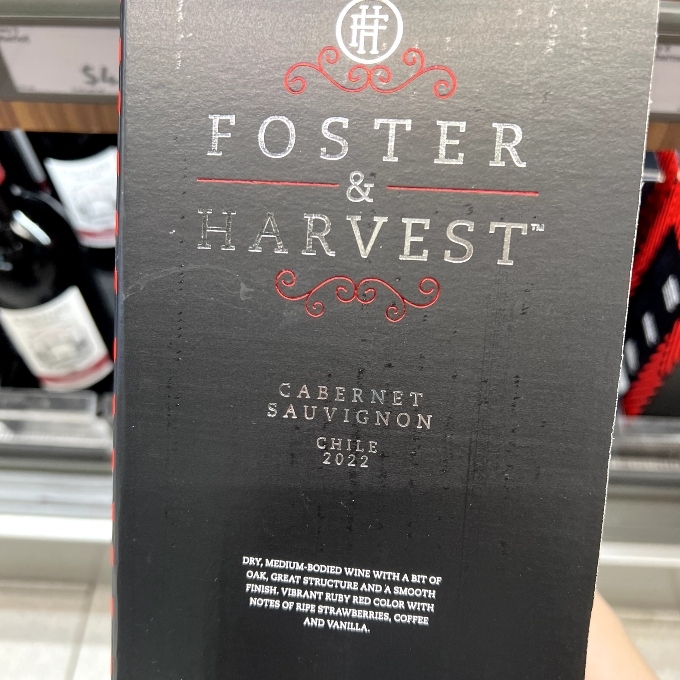 FH
FOSTER
&
HARVEST™
CABERNET
SAUVIGNON
CHILE
2022
DRY, MEDIUM-BODIED WINE WITH A BIT OF
OAK, GREAT STRUCTURE AND A SMOOTH
FINISH. VIBRANT RUBY RED COLOR WITH
NOTES OF RIPE STRAWBERRIES, COFFEE
AND VANILLA.